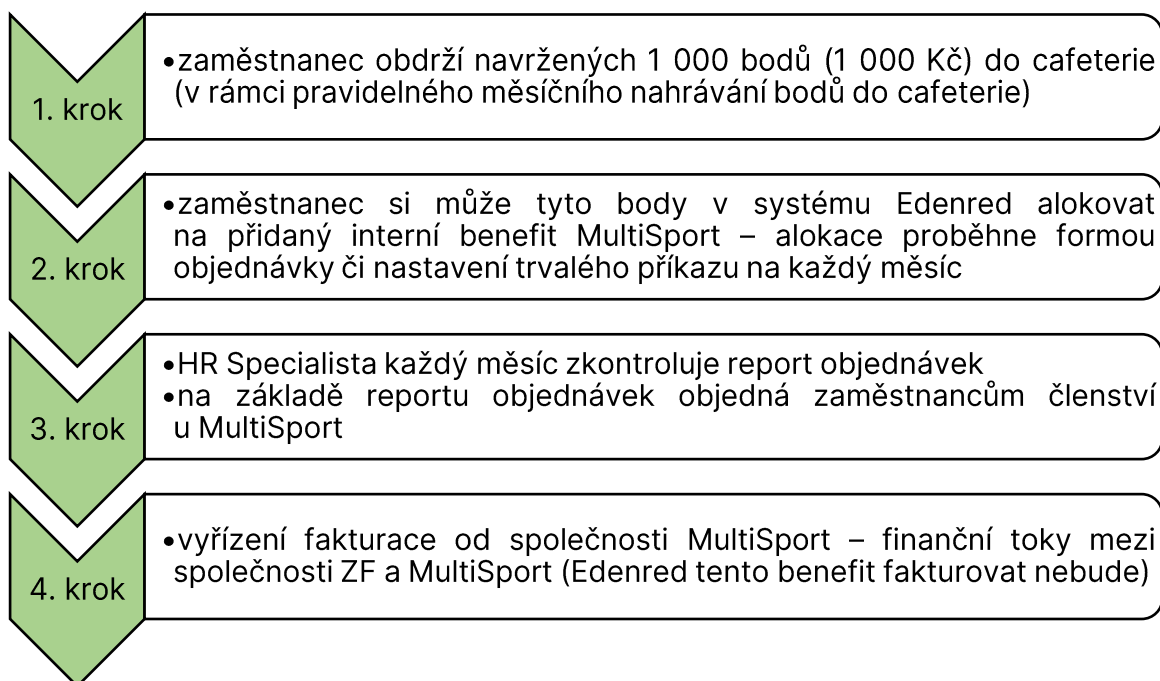 1. krok
•zaměstnanec obdrží navržených 1 000 bodů (1 000 Kč) do cafeterie
(v rámci pravidelného měsíčního nahrávání bodů do cafeterie)
2. krok
•zaměstnanec si může tyto body v systému Edenred alokovat
na přidaný interní benefit MultiSport – alokace proběhne formou
objednávky či nastavení trvalého příkazu na každý měsíc
3. krok
•HR Specialista každý měsíc zkontroluje report objednávek
•na základě reportu objednávek objedná zaměstnancům členství
u MultiSport
4. krok
•vyřízení fakturace od společnosti MultiSport – finanční toky mezi
společnosti ZF a MultiSport (Edenred tento benefit fakturovat nebude)